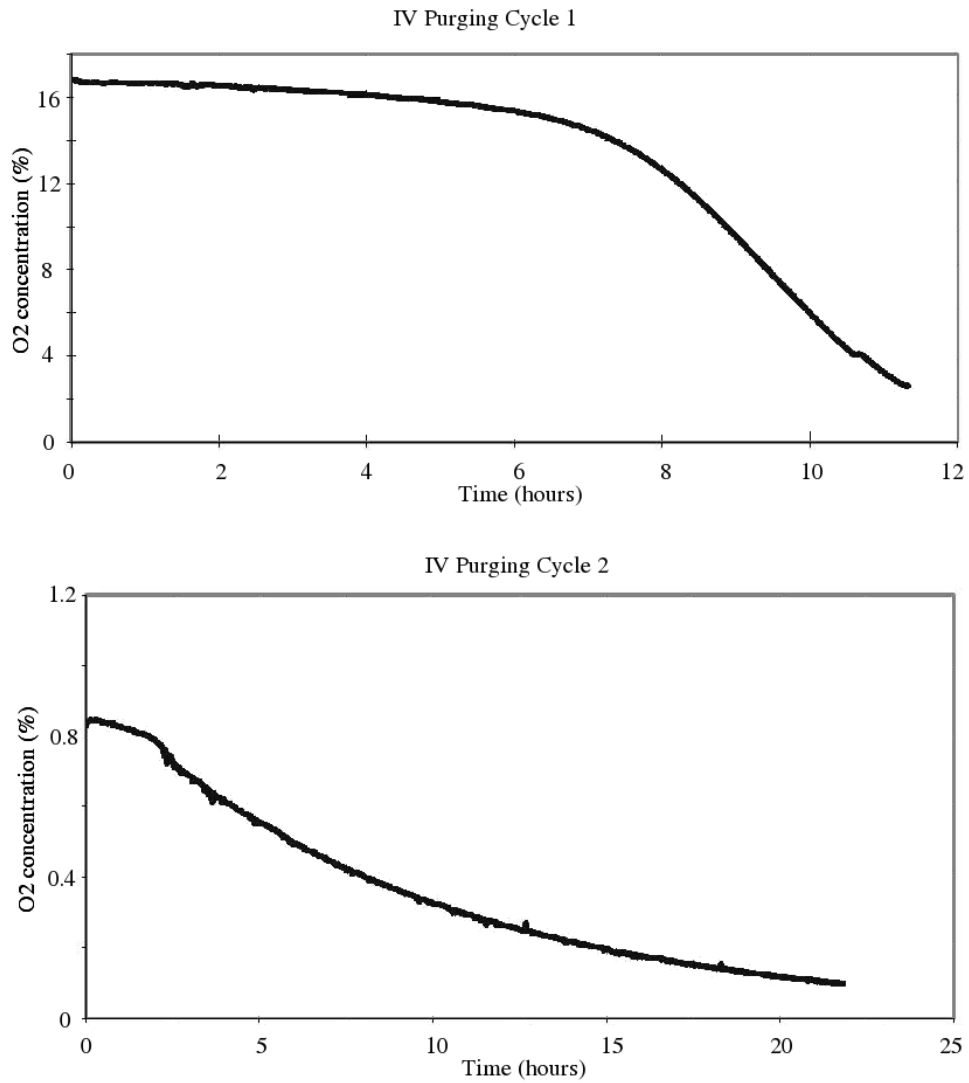 IV Purging Cycle 1
O2 concentration (%)
16
12
8
4
0
0 2 4 6 8 10 12
Time (hours)
IV Purging Cycle 2
O2 concentration (%)
1.2
0.8
0.4
0
0 5 10 15 20 25
Time (hours)